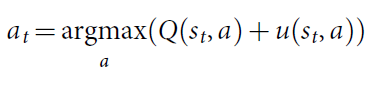 a_t = argmax(Q(s_t, a) + u(s_t, a))
a